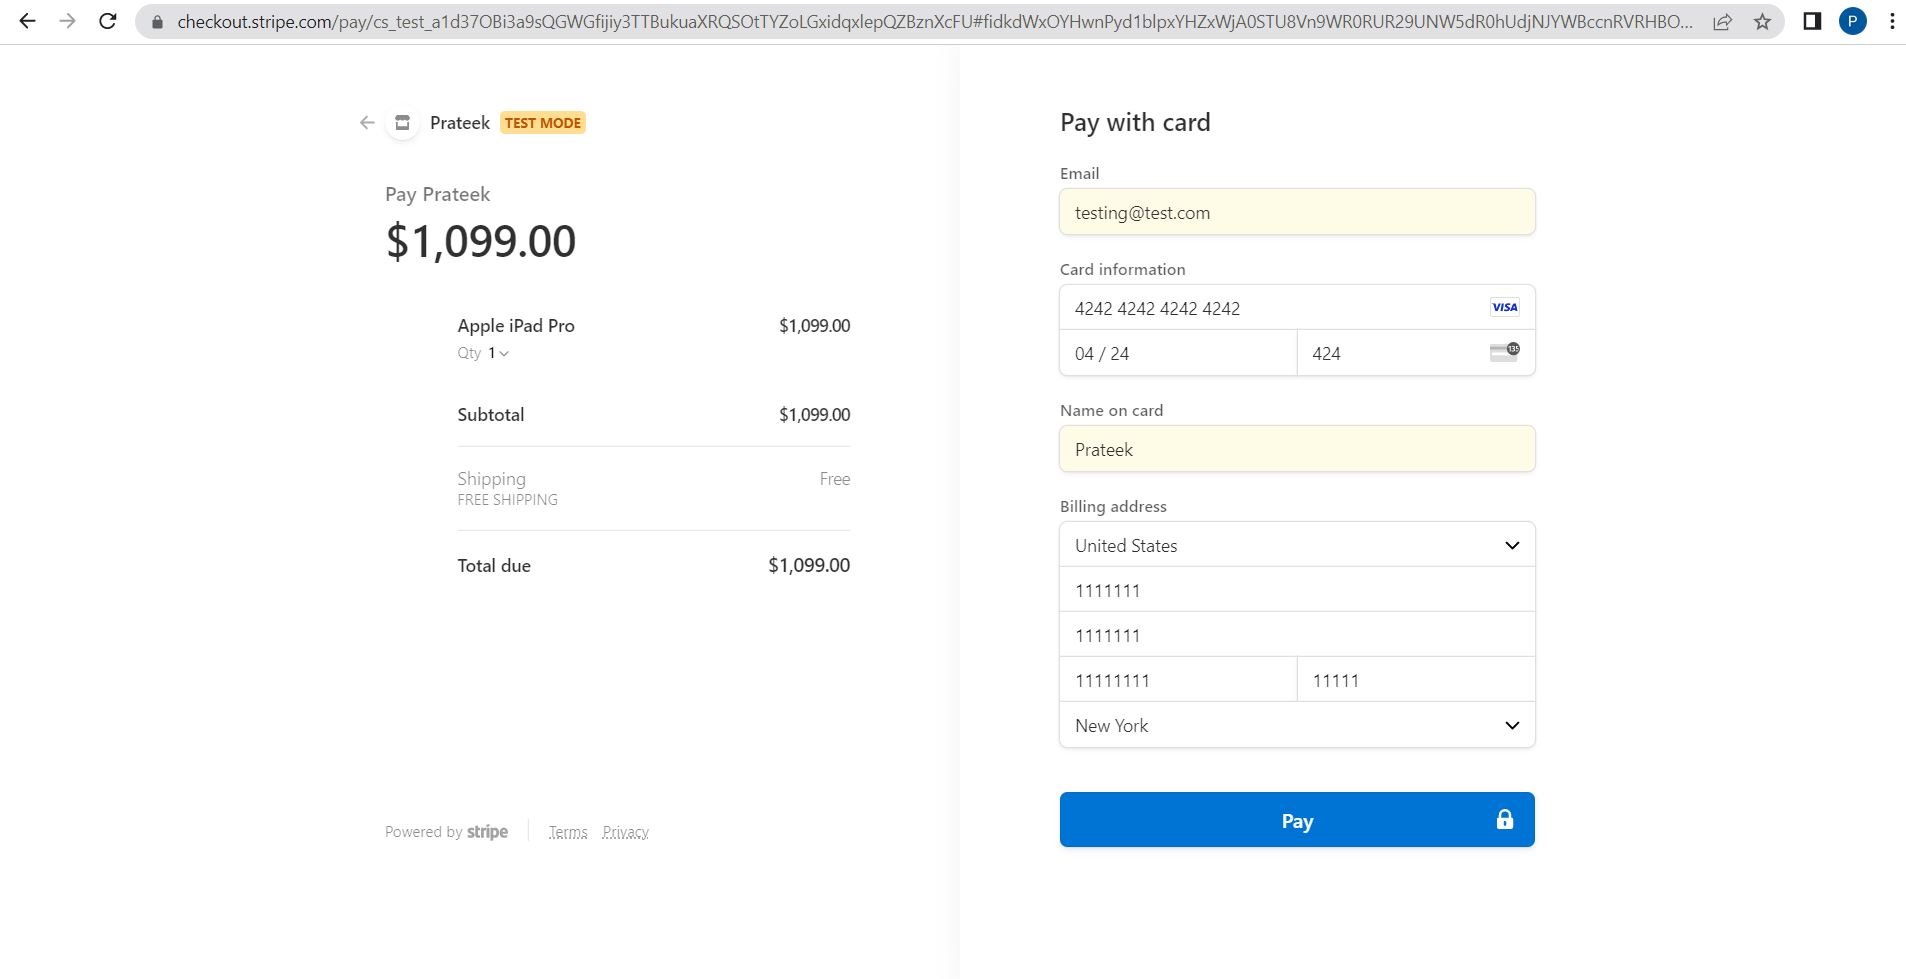 checkout.stripe.com/pay/cs_test_a1d37OBi3a9sQGWGfijiy3TTBukuaXRQSOtTYZoLGxidqxlepQZBznXcFU#fidkdWxOYHwnPyd1blpxYHZxWjA0STU8Vn9WR0RUR29UNW5dR0hUdjNJYWBccnRVRHBO...
P
Prateek TEST MODE
Pay Prateek
$1,099.00
Apple iPad Pro $1,099.00
Qty 1
Subtotal $1,099.00
Shipping Free
FREE SHIPPING
Total due $1,099.00
Powered by stripe Terms Privacy
Pay with card
Email
testing@test.com
Card information
4242 4242 4242 4242 VISA
04 / 24 424 135
Name on card
Prateek
Billing address
United States
1111111
1111111
11111111 11111
New York
Pay